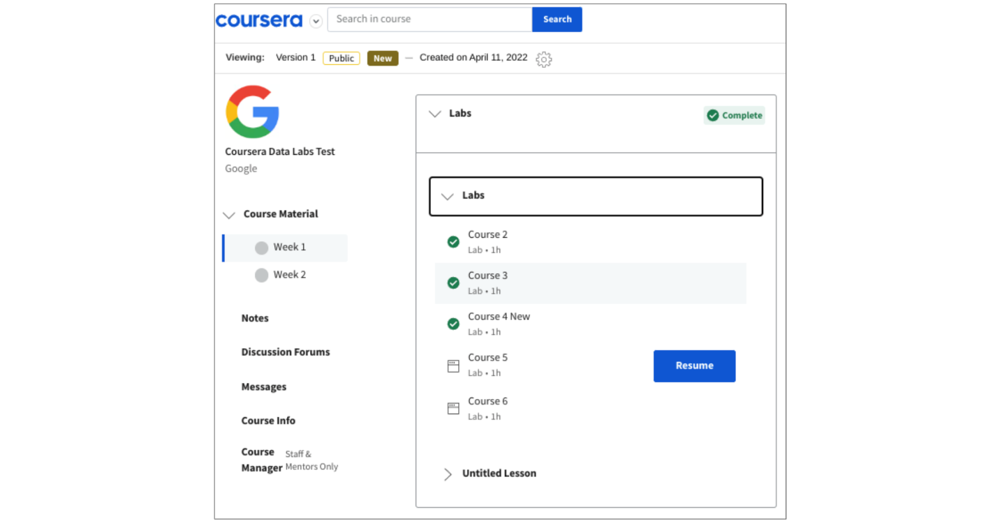 coursera Search in course Search
Viewing: Version 1 Public New — Created on April 11, 2022
Coursera Data Labs Test
Google
Course Material
Week 1
Week 2
Notes
Discussion Forums
Messages
Course Info
Course Staff &
Manager Mentors Only
Labs Complete
Labs
Course 2
Lab • 1h
Course 3
Lab • 1h
Course 4 New
Lab • 1h
Course 5
Lab • 1h
Resume
Course 6
Lab • 1h
Untitled Lesson